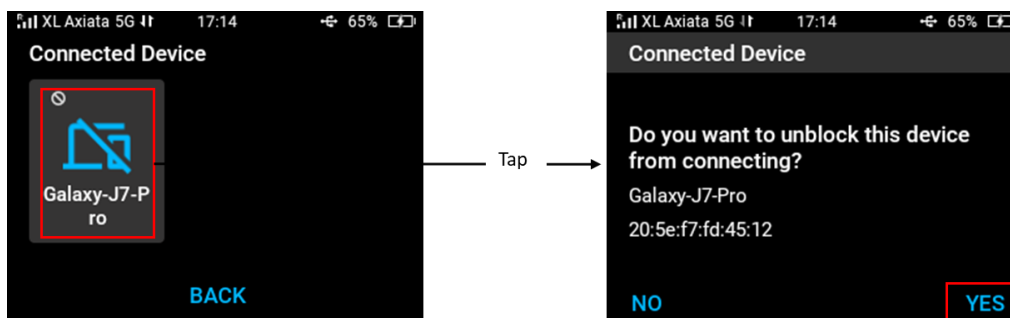 XL Axiata 5G 17:14 65%
Connected Device
Galaxy-J7-P
ro
BACK
Tap
R XL Axiata 5G 17:14 65%
Connected Device
Do you want to unblock this device
from connecting?
Galaxy-J7-Pro
20:5e:f7:fd:45:12
NO YES